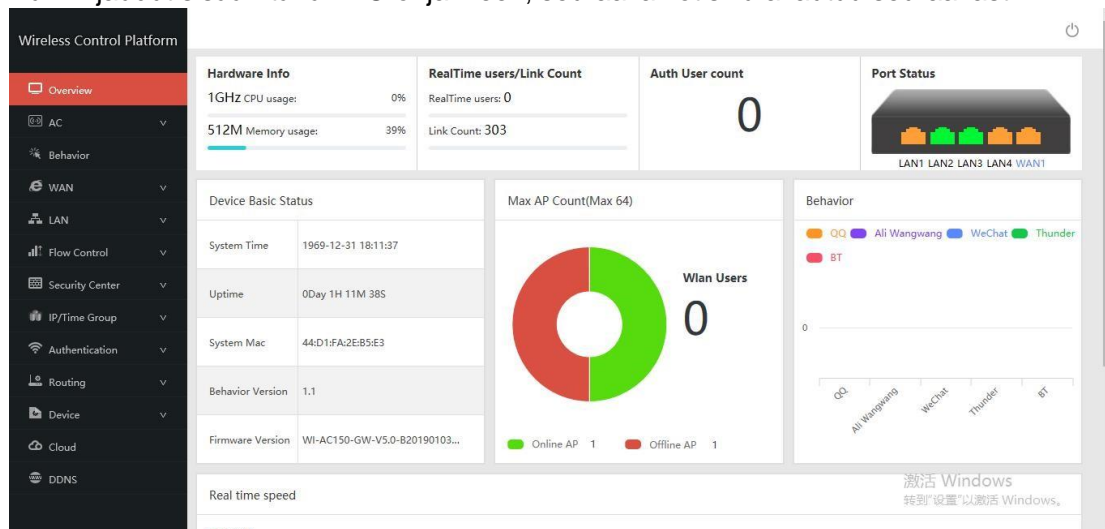 Wireless Control Platform
Overview
AC
Behavior
WAN
LAN
Flow Control
Security Center
IP/Time Group
Authentication
Routing
Device
Cloud
DDNS
Hardware Info
1GHz CPU usage: 0%
512M Memory usage: 39%
RealTime users/Link Count
RealTime users: 0
Link Count: 303
Auth User count
0
Port Status
LAN1 LAN2 LAN3 LAN4 WAN1
Device Basic Status
System Time 1969-12-31 18:11:37
Uptime 0Day 1H 11M 38S
System Mac 44:D1:FA:2E:B5:E3
Behavior Version 1.1
Firmware Version WI-AC150-GW-V5.0-B20190103...
Max AP Count(Max 64)
Wlan Users
0
Online AP 1 Offline AP 1
Behavior
QQ Ali Wangwang WeChat Thunder
BT
0
QQ Ali Wangwang WeChat Thunder BT
Real time speed
激活 Windows
转到"设置"以激活 Windows。